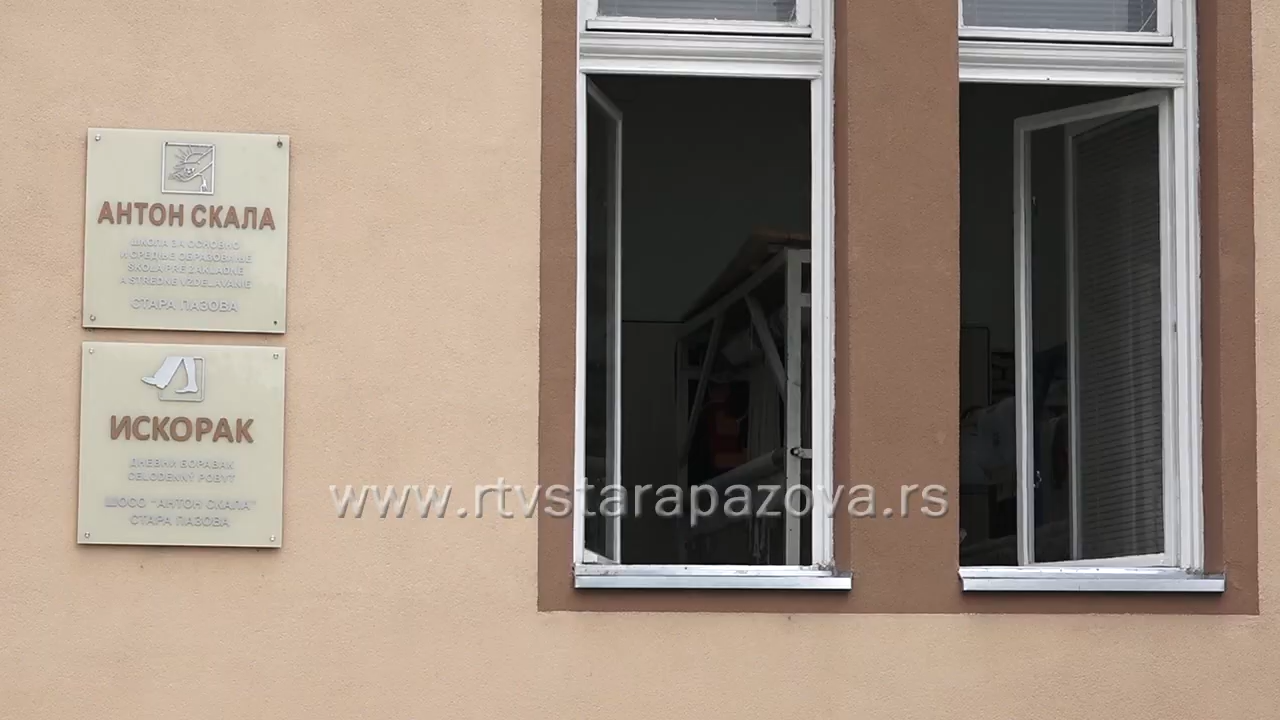 АНТОН СКАЛА
ШКОЛА ЗА ОСНОВНО
И СРЕДЊЕ ОБРАЗОВАЊЕ
ŠKOLA PRE ZÁKLADNÉ
A STREDNÉ VZDELÁVANIE
СТАРА ПАЗОВА
ИСКОРАК
ДНЕВНИ БОРАВАК
CELODENNÝ POBYT
ШОСО "АНТОН СКАЛА"
СТАРА ПАЗОВА
www.rtvstarapazova.rs